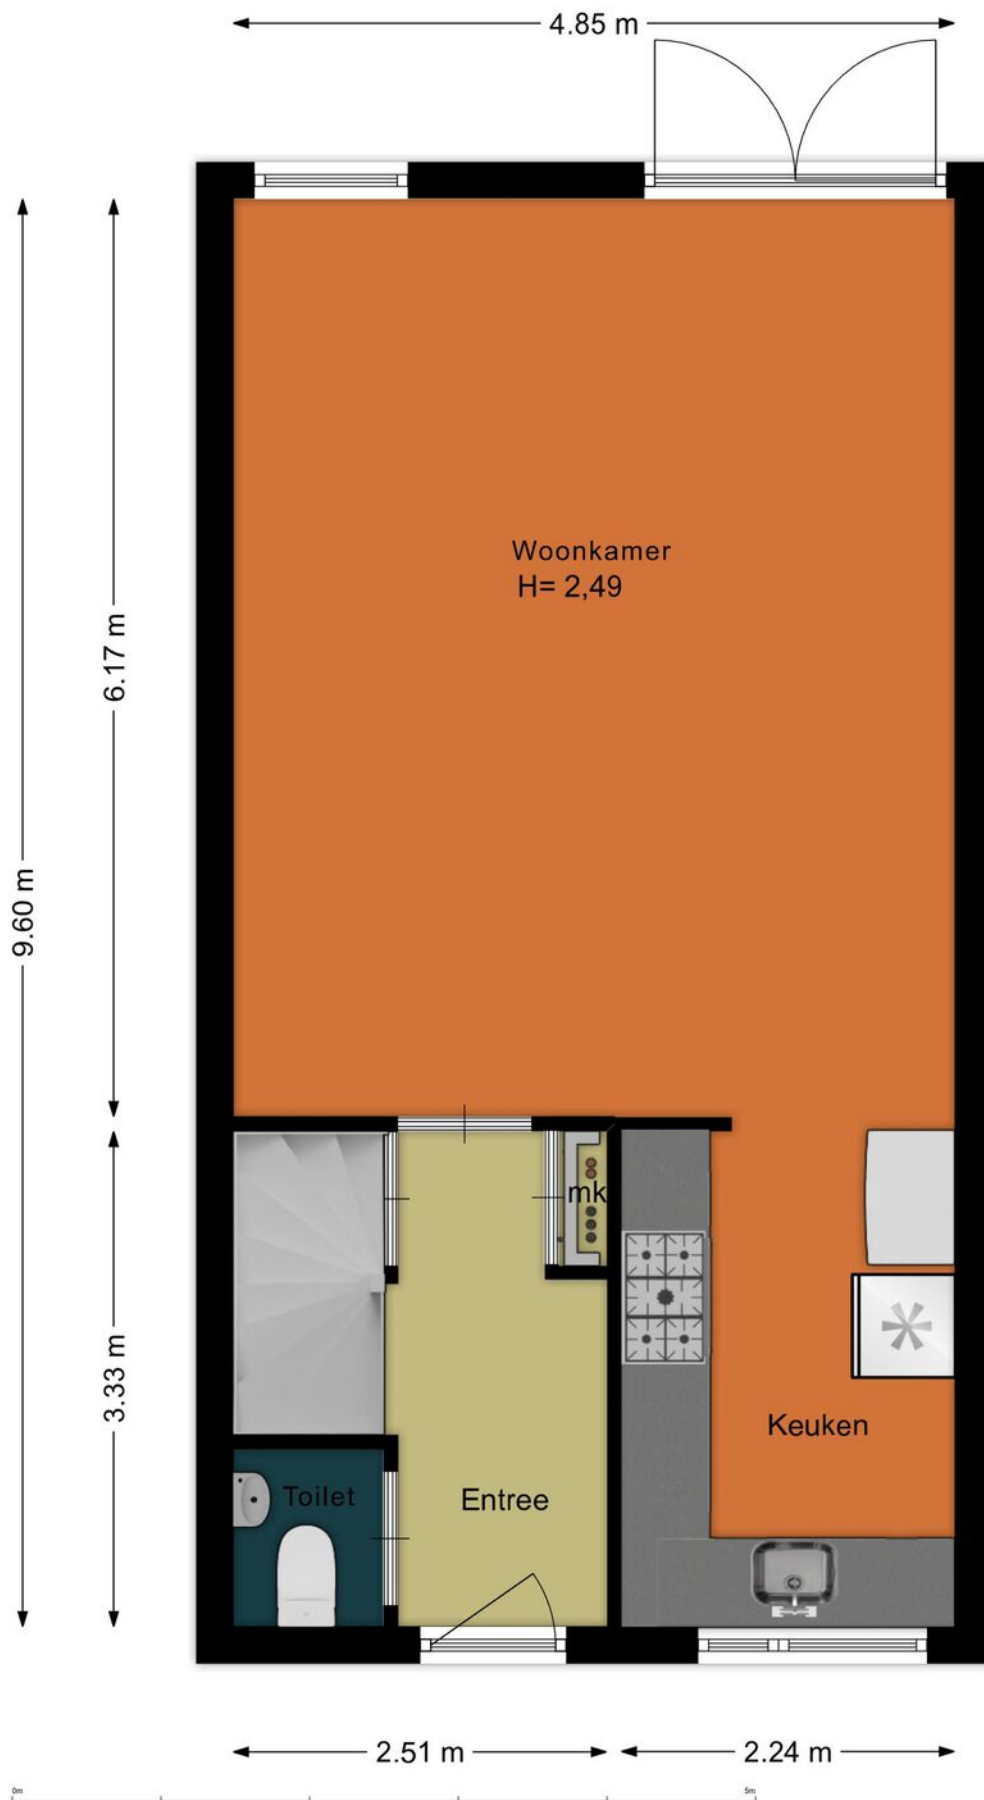 4.85 m
Woonkamer
H= 2,49
6.17 m
9.60 m
mk
3.33 m
Keuken
Toilet
Entree
2.51 m
2.24 m
0m
5m